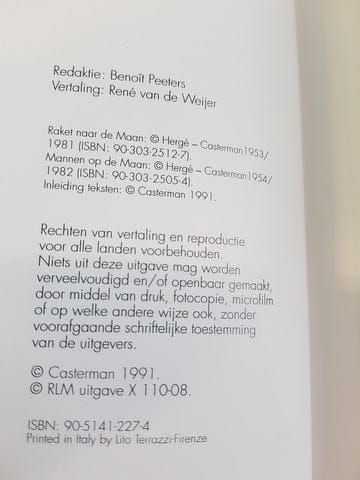 Redaktie: Benoît Peeters
Vertaling: René van de Weijer
Raket naar de Maan: © Hergé – Casterman1953/
1981 (ISBN: 90-303-2512-7).
Mannen op de Maan: © Hergé – Casterman1954/
1982 (ISBN: 90-303-2505-4).
Inleiding teksten: © Casterman 1991.
Rechten van vertaling en reproductie
voor alle landen voorbehouden.
Niets uit deze uitgave mag worden
verveelvoudigd en/of openbaar gemaakt,
door middel van druk, fotocopie, microfilm
of op welke andere wijze ook, zonder
voorafgaande schriftelijke toestemming
van de uitgevers.
© Casterman 1991.
© RLM uitgave X 110-08.
ISBN: 90-5141-227-4
Printed in Italy by Lito Terrazzi-Firenze